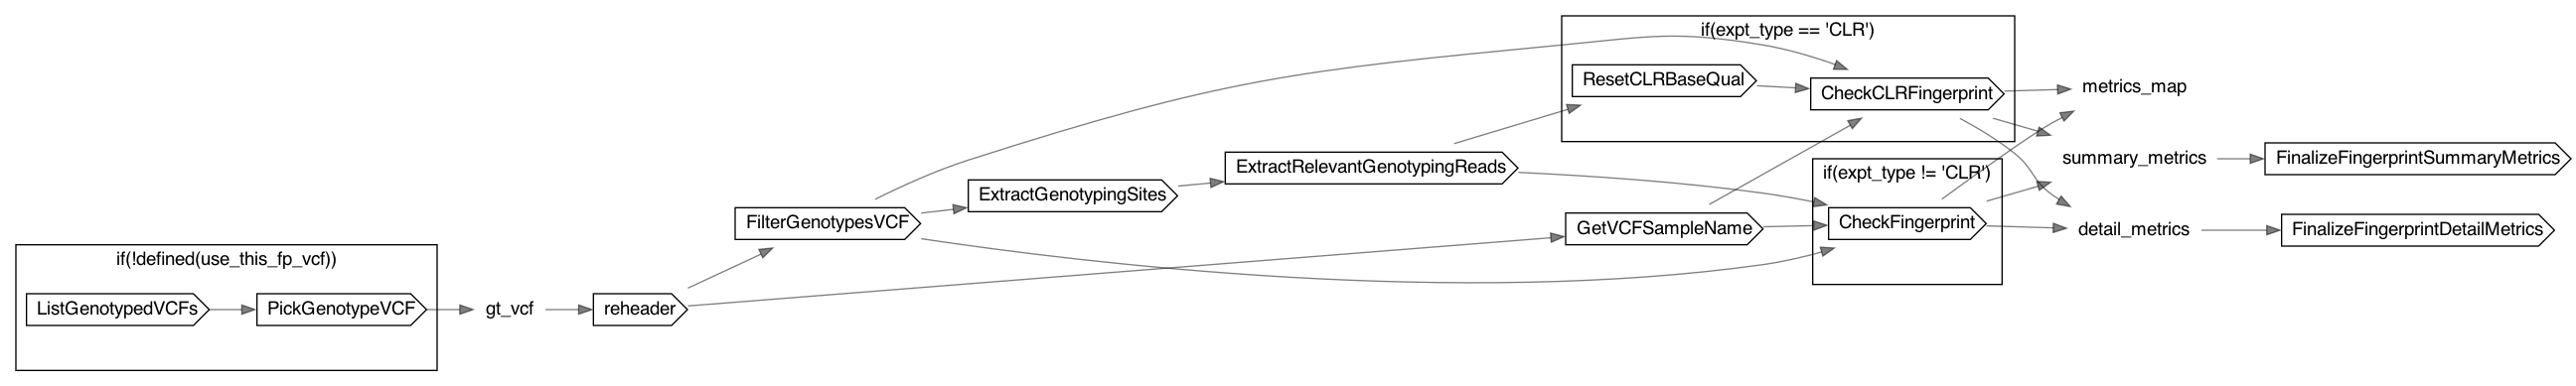 if(expt_type == 'CLR')
ResetCLRBaseQual
CheckCLRFingerprint
metrics_map
ExtractRelevantGenotypingReads
summary_metrics
FinalizeFingerprintSummaryMetrics
if(expt_type != 'CLR')
ExtractGenotypingSites
FilterGenotypesVCF
GetVCFSampleName
CheckFingerprint
detail_metrics
FinalizeFingerprintDetailMetrics
if(!defined(use_this_fp_vcf))
ListGenotypedVCFs
PickGenotypeVCF
gt_vcf
reheader